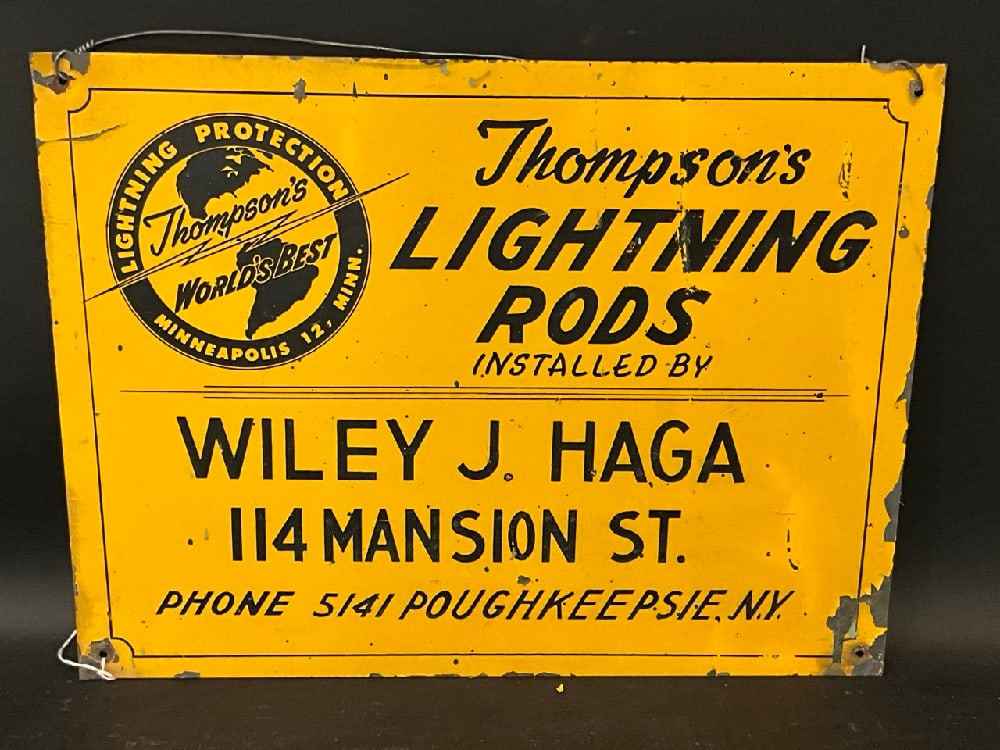 LIGHTNING PROTECTION
Thompson's
WORLD'S BEST
MINNEAPOLIS 12, MINN.
Thompson's
LIGHTNING
RODS
INSTALLED BY
WILEY J. HAGA
114 MANSION ST.
PHONE 5141 POUGHKEEPSIE, N.Y.